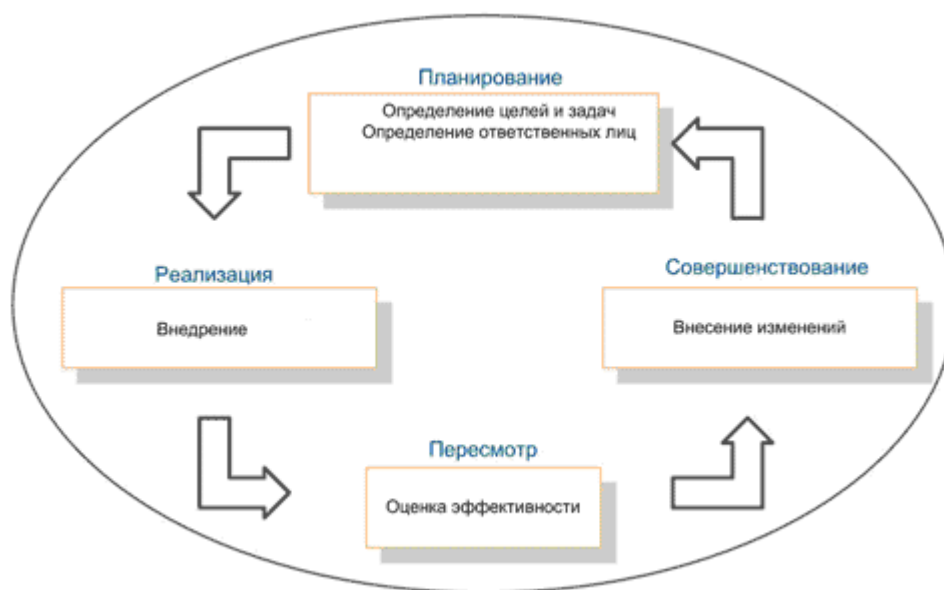 Планирование
Определение целей и задач
Определение ответственных лиц
Реализация
Внедрение
Совершенствование
Внесение изменений
Пересмотр
Оценка эффективности